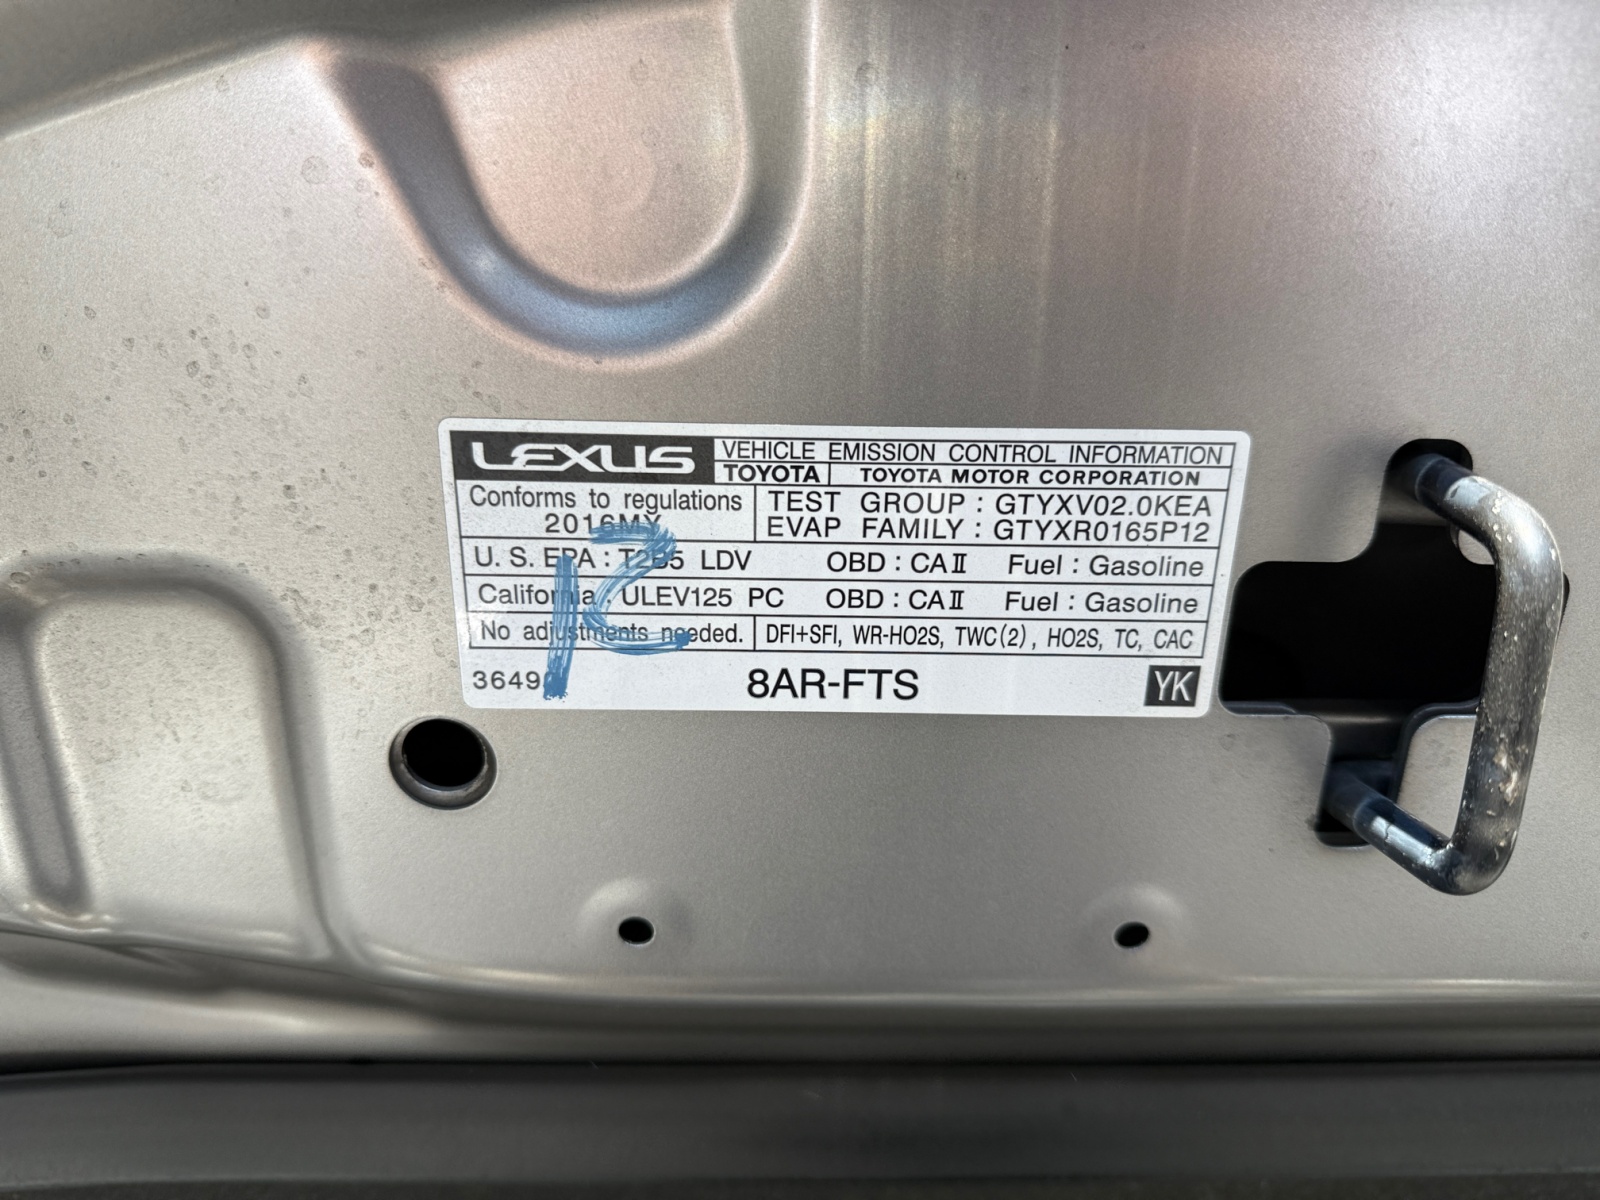 LEXUS VEHICLE EMISSION CONTROL INFORMATION
TOYOTA TOYOTA MOTOR CORPORATION
Conforms to regulations TEST GROUP : GTYXV02.0KEA
2016MY EVAP FAMILY : GTYXR0165P12
U. S. EPA : T2B5 LDV OBD : CAⅡ Fuel : Gasoline
California : ULEV125 PC OBD : CAⅡ Fuel : Gasoline
No adjustments needed. DFI+SFI, WR-HO2S, TWC(2), HO2S, TC, CAC
8AR-FTS YK
12